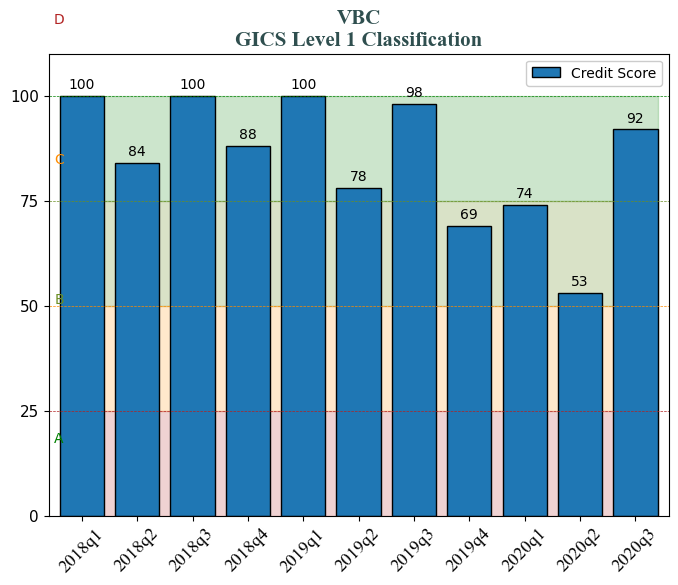 D
VBC
GICS Level 1 Classification
Credit Score
100
75
50
25
0
C
B
A
100
84
100
88
100
78
98
69
74
53
92
2018q1
2018q2
2018q3
2018q4
2019q1
2019q2
2019q3
2019q4
2020q1
2020q2
2020q3